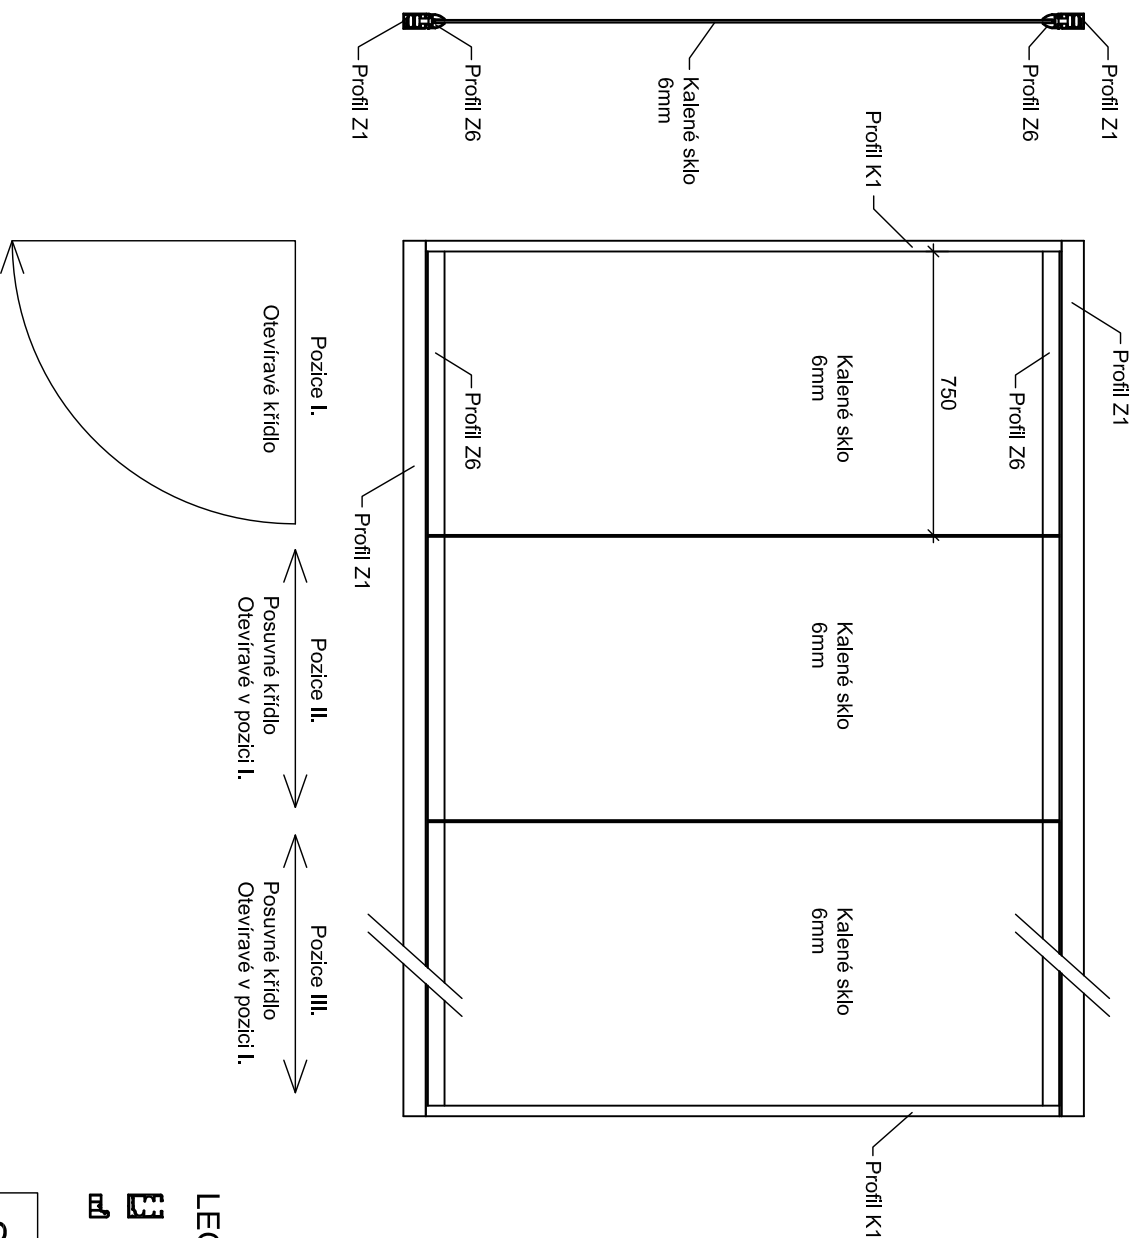 Profil Z1
Profil Z6
Kalené sklo
6mm
Profil Z6
Profil Z1
Profil K1
Profil Z1
Profil Z6
750
Kalené sklo
6mm
Profil Z6
Profil Z1
Kalené sklo
6mm
Kalené sklo
6mm
Profil K1
Pozice I.
Otevíravé křídlo
Pozice II.
Posuvné křídlo
Otevíravé v pozici I.
Pozice III.
Posuvné křídlo
Otevíravé v pozici I.